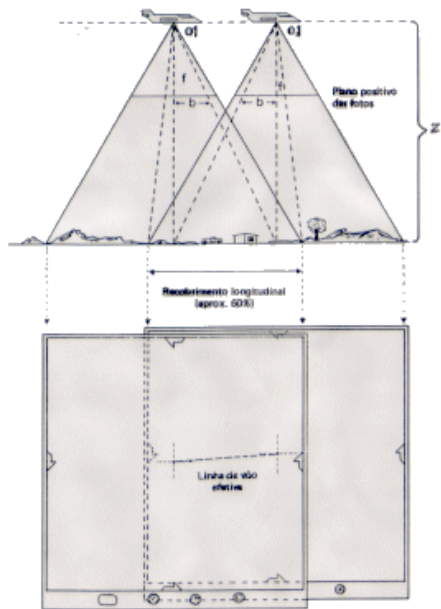 O₁
O₂
f
f
b
b
Plano positivo
das fotos
Z
Recobrimento longitudinal
(aprox. 60%)
Linha de vôo
efetiva